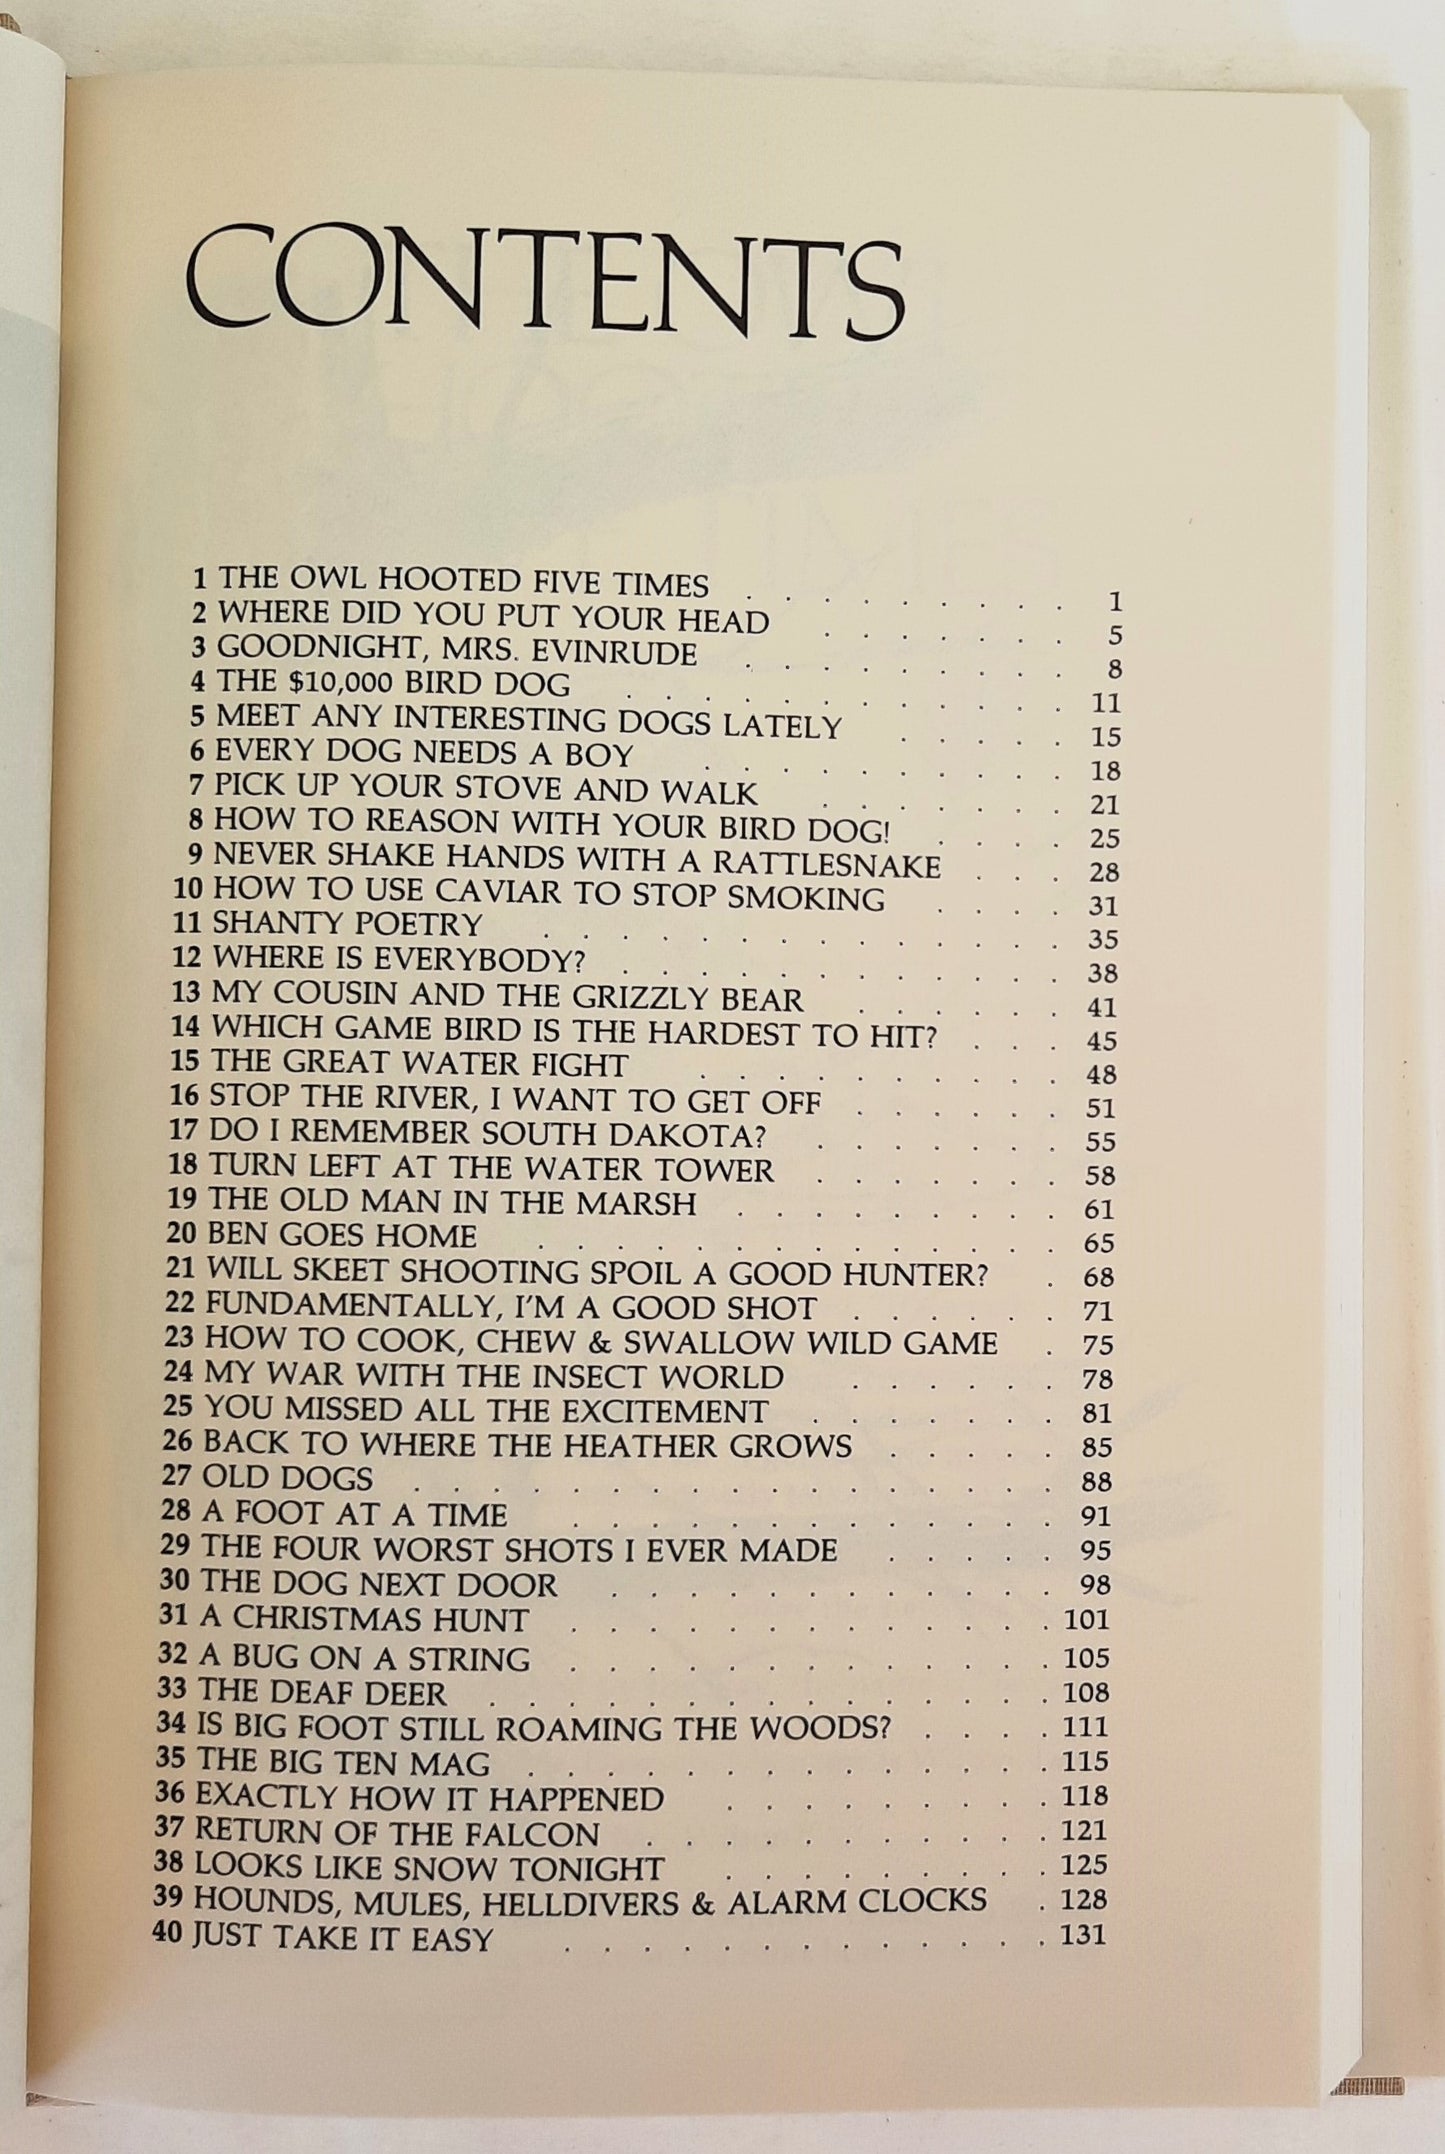 CONTENTS
1 THE OWL HOOTED FIVE TIMES . . . . . . . . . 1
2 WHERE DID YOU PUT YOUR HEAD . . . . . . . 5
3 GOODNIGHT, MRS. EVINRUDE . . . . . . . . . 8
4 THE $10,000 BIRD DOG . . . . . . . . . . . . 11
5 MEET ANY INTERESTING DOGS LATELY . . . . . 15
6 EVERY DOG NEEDS A BOY . . . . . . . . . . 18
7 PICK UP YOUR STOVE AND WALK . . . . . . . 21
8 HOW TO REASON WITH YOUR BIRD DOG! . . . . 25
9 NEVER SHAKE HANDS WITH A RATTLESNAKE . . . 28
10 HOW TO USE CAVIAR TO STOP SMOKING . . . . 31
11 SHANTY POETRY . . . . . . . . . . . . . . 35
12 WHERE IS EVERYBODY? . . . . . . . . . . . . 38
13 MY COUSIN AND THE GRIZZLY BEAR . . . . . . 41
14 WHICH GAME BIRD IS THE HARDEST TO HIT? . . . 45
15 THE GREAT WATER FIGHT . . . . . . . . . . 48
16 STOP THE RIVER, I WANT TO GET OFF . . . . . . 51
17 DO I REMEMBER SOUTH DAKOTA? . . . . . . . 55
18 TURN LEFT AT THE WATER TOWER . . . . . . . 58
19 THE OLD MAN IN THE MARSH . . . . . . . . . 61
20 BEN GOES HOME . . . . . . . . . . . . . . 65
21 WILL SKEET SHOOTING SPOIL A GOOD HUNTER? . 68
22 FUNDAMENTALLY, I'M A GOOD SHOT . . . . . 71
23 HOW TO COOK, CHEW & SWALLOW WILD GAME . 75
24 MY WAR WITH THE INSECT WORLD . . . . . . 78
25 YOU MISSED ALL THE EXCITEMENT . . . . . . . 81
26 BACK TO WHERE THE HEATHER GROWS . . . . . 85
27 OLD DOGS . . . . . . . . . . . . . . . . . 88
28 A FOOT AT A TIME . . . . . . . . . . . . . 91
29 THE FOUR WORST SHOTS I EVER MADE . . . . . 95
30 THE DOG NEXT DOOR . . . . . . . . . . . . 98
31 A CHRISTMAS HUNT . . . . . . . . . . . . . 101
32 A BUG ON A STRING . . . . . . . . . . . . . 105
33 THE DEAF DEER . . . . . . . . . . . . . . . 108
34 IS BIG FOOT STILL ROAMING THE WOODS? . . . . 111
35 THE BIG TEN MAG . . . . . . . . . . . . . . 115
36 EXACTLY HOW IT HAPPENED . . . . . . . . . 118
37 RETURN OF THE FALCON . . . . . . . . . . . 121
38 LOOKS LIKE SNOW TONIGHT . . . . . . . . . 125
39 HOUNDS, MULES, HELLDIVERS & ALARM CLOCKS . 128
40 JUST TAKE IT EASY . . . . . . . . . . . . . 131